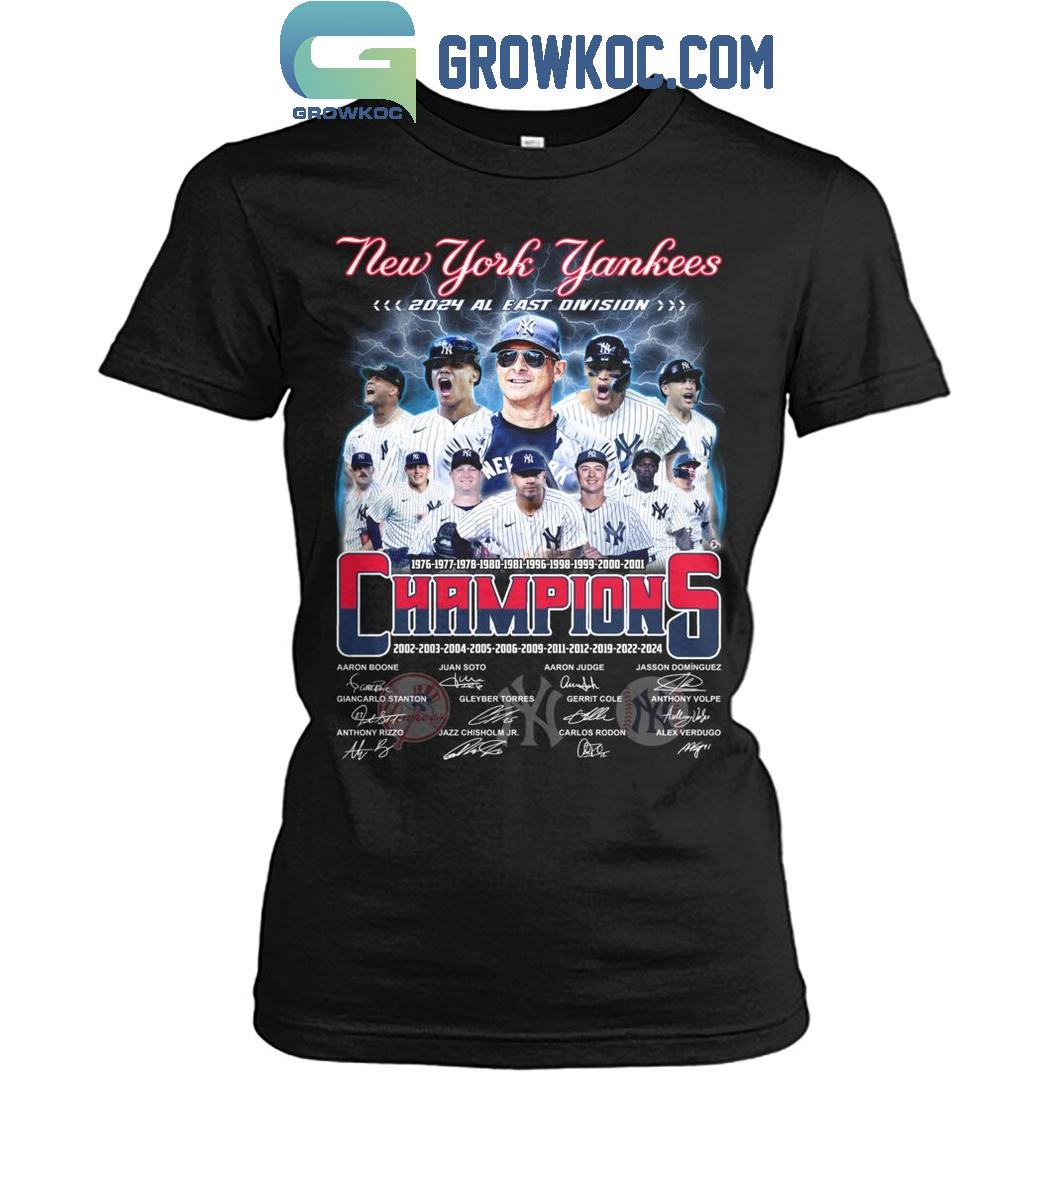 GROWKOC.COM
GROWKOC
New York Yankees
2024 AL EAST DIVISION
1976-1977-1978-1980-1981-1996-1998-1999-2000-2001
CHAMPIONS
2002-2003-2004-2005-2006-2009-2011-2012-2019-2022-2024
AARON BOONE JUAN SOTO AARON JUDGE JASSON DOMÍNGUEZ
GIANCARLO STANTON GLEYBER TORRES GERRIT COLE ANTHONY VOLPE
ANTHONY RIZZO JAZZ CHISHOLM JR. CARLOS RODON ALEX VERDUGO